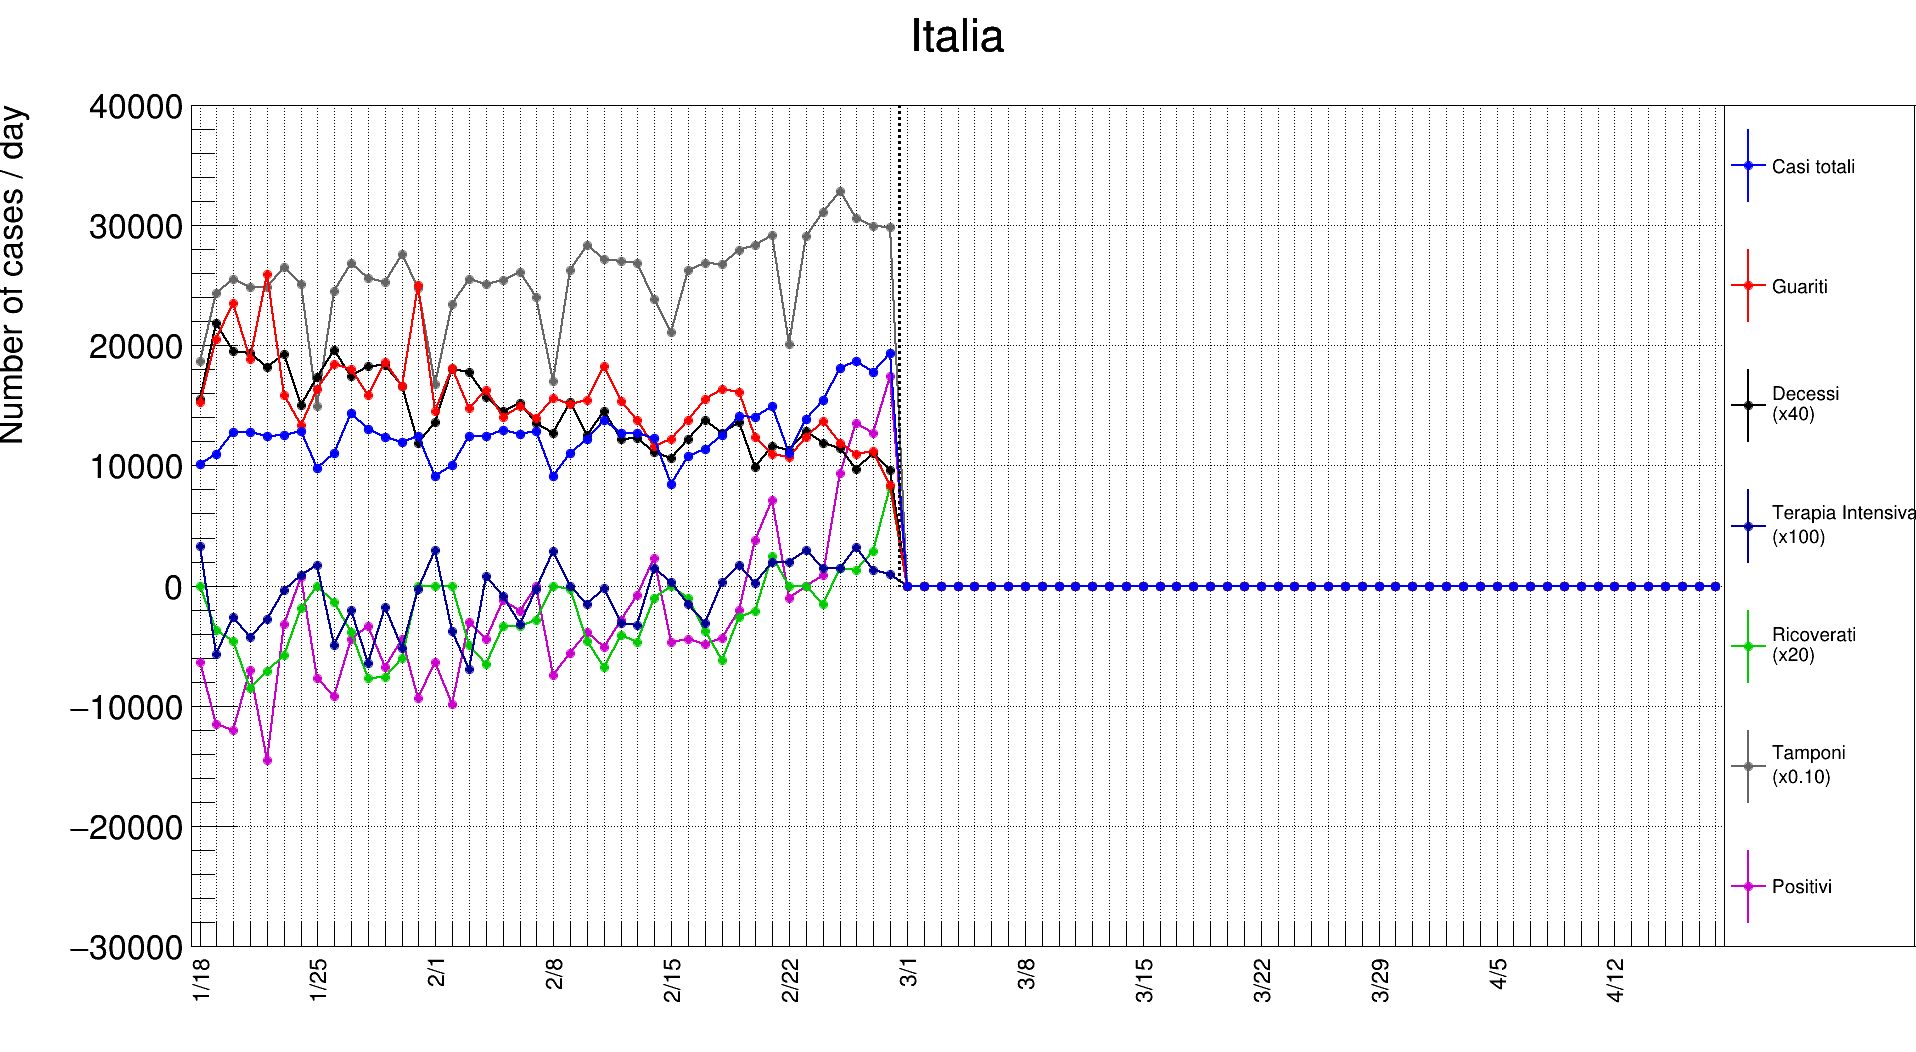 Italia
Number of cases / day
40000
30000
20000
10000
0
−10000
−20000
−30000
1/18
1/25
2/1
2/8
2/15
2/22
3/1
3/8
3/15
3/22
3/29
4/5
4/12
Casi totali
Guariti
Decessi
(x40)
Terapia Intensiva
(x100)
Ricoverati
(x20)
Tamponi
(x0.10)
Positivi